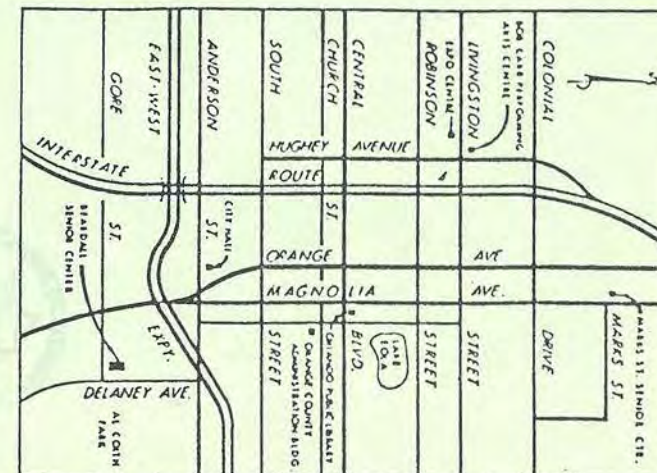 BOB CARR PERFORMING
ARTS CENTRE
EXPO CENTRE
GORE
EAST-WEST
ANDERSON
SOUTH
CHURCH
CENTRAL
ROBINSON
LIVINGSTON
COLONIAL
HUGHEY AVENUE
INTERSTATE
ROUTE
4
BEARDALL
SENIOR CENTER
ST.
CITY HALL
ST.
ST.
ORANGE AVE
MAGNOLIA AVE.
MARKS ST. SENIOR CTR.
MARKS ST.
EXPY.
STREET
ORANGE COUNTY
ADMINISTRATION BLDG.
ORLANDO PUBLIC LIBRARY
BLVD.
LAKE
EOLA
STREET
STREET
DRIVE
DELANEY AVE.
AL COITH
PARK